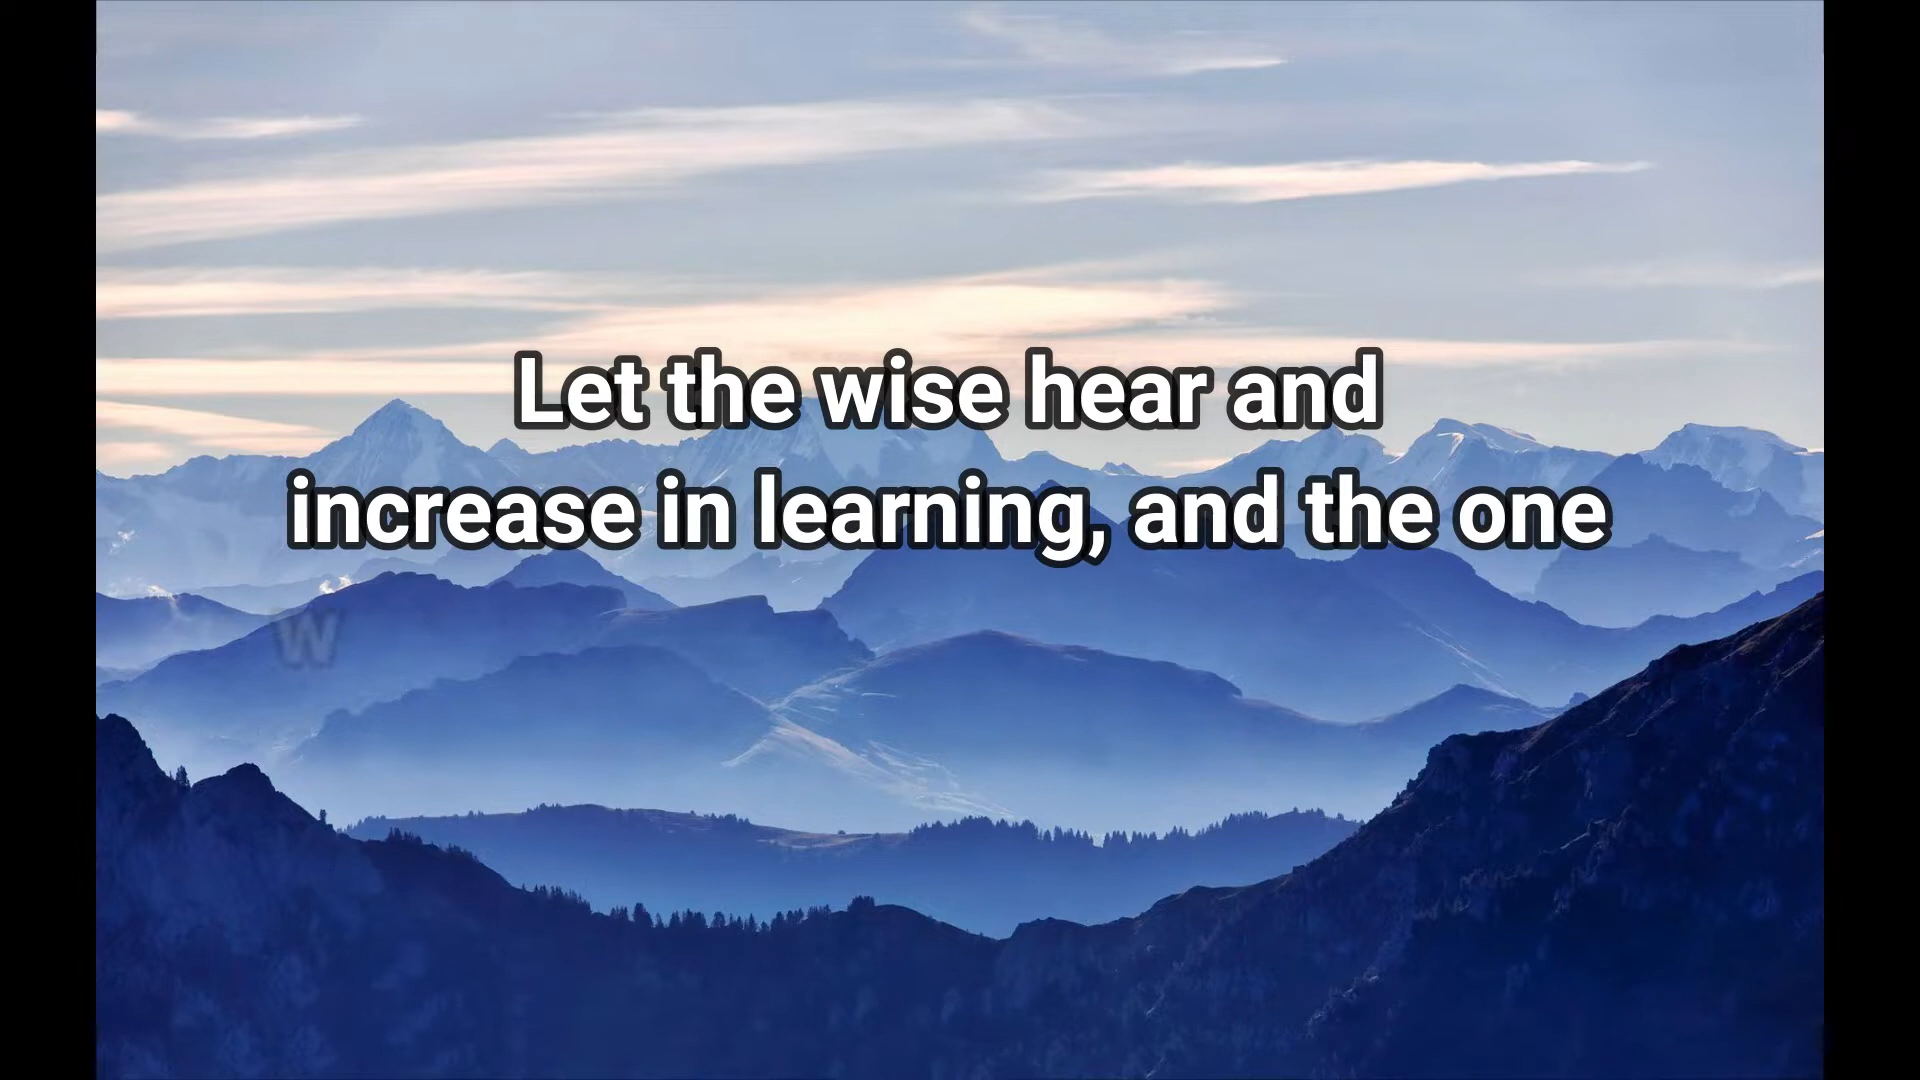 Let the wise hear and
increase in learning, and the one
w